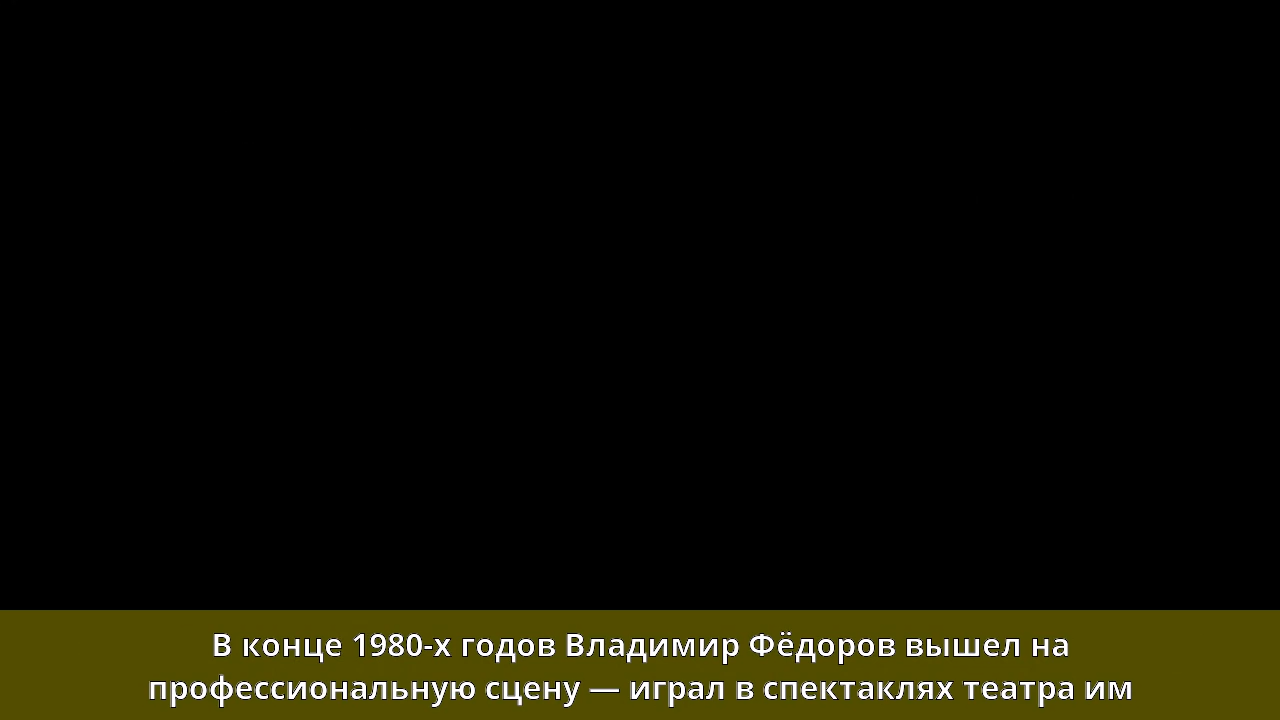 В конце 1980-х годов Владимир Фёдоров вышел на
профессиональную сцену — играл в спектаклях театра им